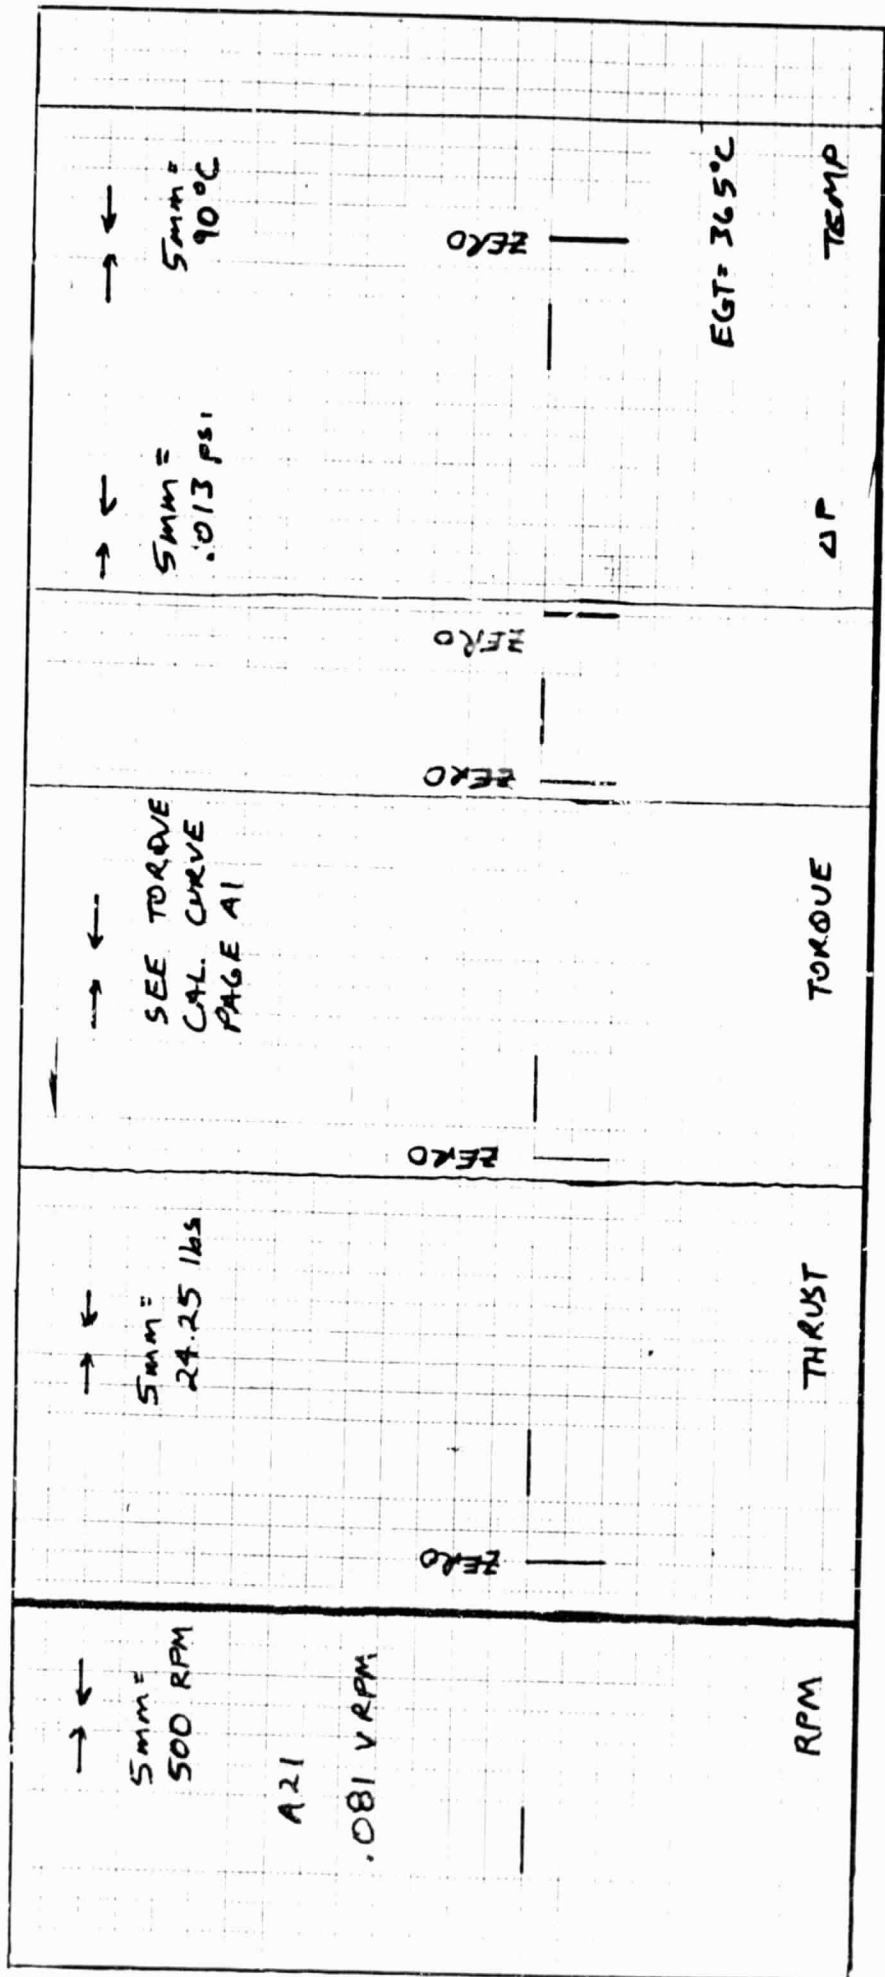 5mm =
90°C
ZERO
EGT = 365°C
TEMP
5mm =
.013 psi
ΔP
ZERO
ZERO
SEE TORQUE
CAL. CURVE
PAGE A1
ZERO
TORQUE
5mm =
24.25 lbs
ZERO
THRUST
5mm =
500 RPM
A21
.081 V RPM
RPM